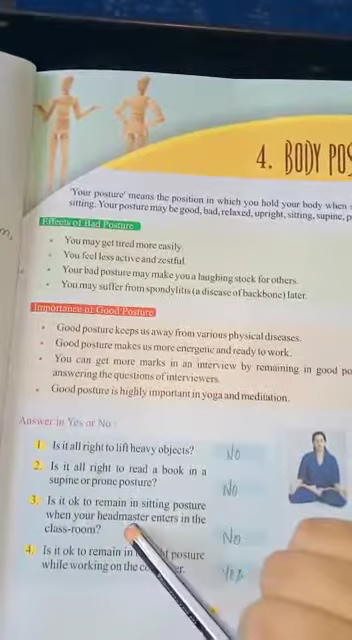 4. BODY
'Your posture' means the position in which you hold your body when
sitting. Your posture may be good, bad, relaxed, upright, sitting, supine,
Effects of Bad Posture
• You may get tired more easily.
• You feel less active and zestful.
• Your bad posture may make you a laughing stock for others.
• You may suffer from spondylitis (a disease of backbone) later.
Importance of Good Posture
• Good posture keeps us away from various physical diseases.
• Good posture makes us more energetic and ready to work.
• You can get more marks in an interview by remaining in good
answering the questions of interviewers.
• Good posture is highly important in yoga and meditation.
Answer in Yes or No :
1. Is it all right to lift heavy objects? No
2. Is it all right to read a book in a
supine or prone posture? No
3. Is it ok to remain in sitting posture
when your headmaster enters in the
class-room? No
4. Is it ok to remain in posture
while working on the Yes